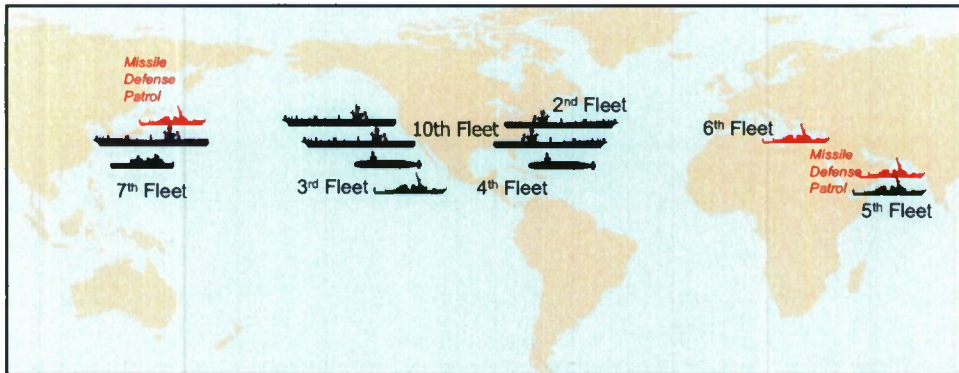 Missile
Defense
Patrol
7th Fleet
3rd Fleet
10th Fleet
2nd Fleet
4th Fleet
6th Fleet
Missile
Defense
Patrol
5th Fleet